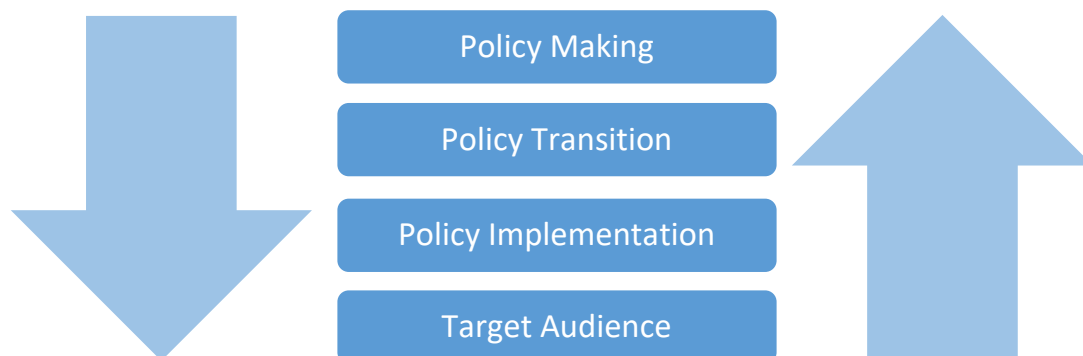 Policy Making
Policy Transition
Policy Implementation
Target Audience